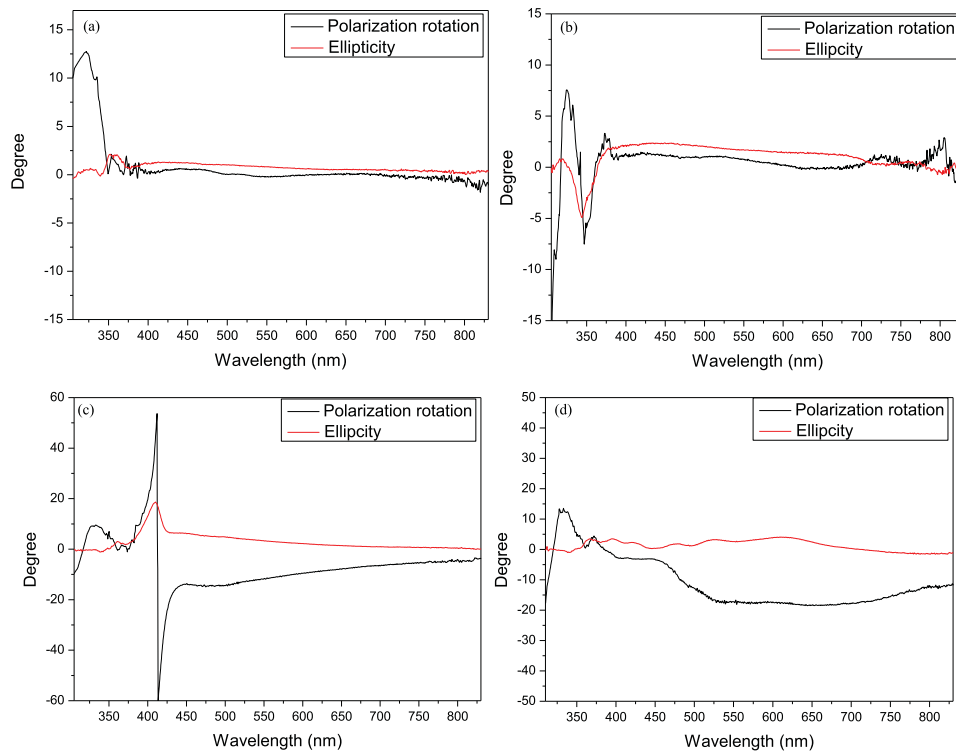 (a)
Polarization rotation
Ellipticity
15
10
5
0
-5
-10
-15
Degree
350 400 450 500 550 600 650 700 750 800
Wavelength (nm)
(b)
Polarization rotation
Ellipcity
15
10
5
0
-5
-10
-15
Degree
350 400 450 500 550 600 650 700 750 800
Wavelength (nm)
(c)
Polarization rotation
Ellipcity
60
40
20
0
-20
-40
-60
Degree
350 400 450 500 550 600 650 700 750 800
Wavelength (nm)
(d)
Polarization rotation
Ellipcity
50
40
30
20
10
0
-10
-20
-30
-40
-50
Degree
350 400 450 500 550 600 650 700 750 800
Wavelength (nm)